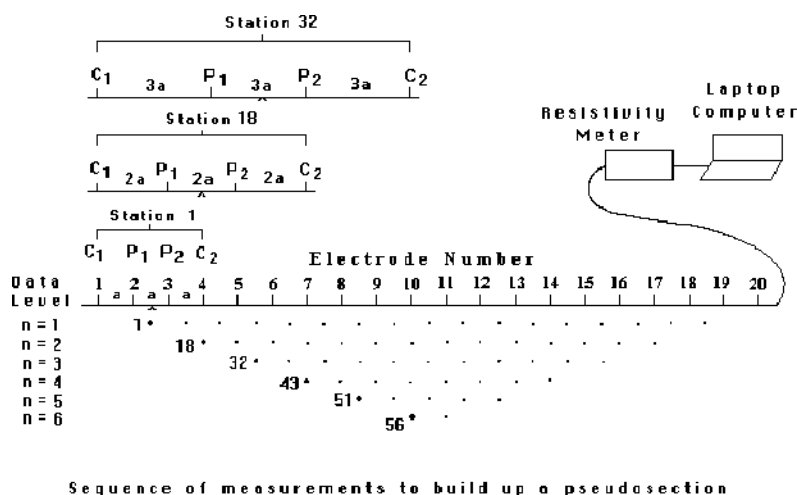 Station 32
C1 3a P1 3a P2 3a C2
Station 18
C1 2a P1 2a P2 2a C2
Station 1
C1 P1 P2 C2
Resistivity Meter
Laptop Computer
Electrode Number
Data Level
1 2 3 4 5 6 7 8 9 10 11 12 13 14 15 16 17 18 19 20
a a a
n = 1 1
n = 2 18
n = 3 32
n = 4 43
n = 5 51
n = 6 56
Sequence of measurements to build up a pseudosection